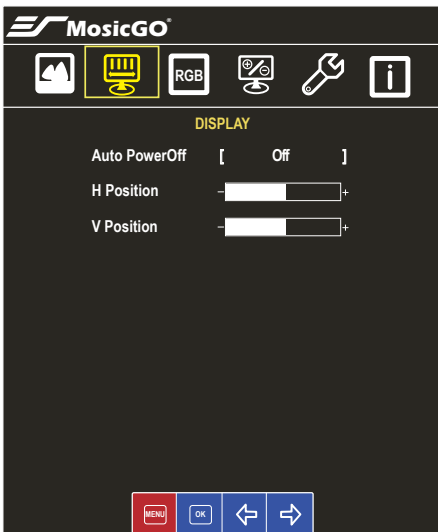 MosicGO®
RGB
DISPLAY
Auto PowerOff [ Off ]
H Position - +
V Position - +
MENU OK